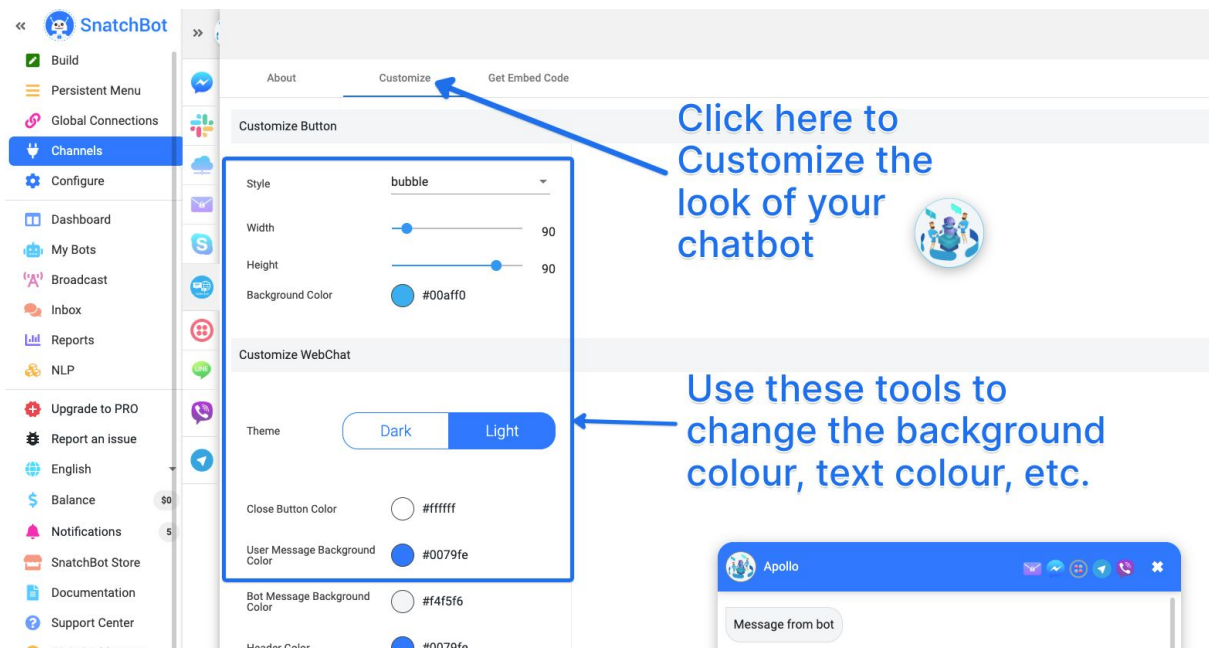 SnatchBot
Build
Persistent Menu
Global Connections
Channels
Configure
Dashboard
My Bots
Broadcast
Inbox
Reports
NLP
Upgrade to PRO
Report an issue
English
Balance $0
Notifications 5
SnatchBot Store
Documentation
Support Center
LINE
About Customize Get Embed Code
Customize Button
Style bubble
Width 90
Height 90
Background Color #00aff0
Customize WebChat
Theme Dark Light
Close Button Color #ffffff
User Message Background
Color
#0079fe
Bot Message Background
Color
#f4f5f6
Header Color #0079fe
Click here to
Customize the
look of your
chatbot
Use these tools to
change the background
colour, text colour, etc.
Apollo
Message from bot